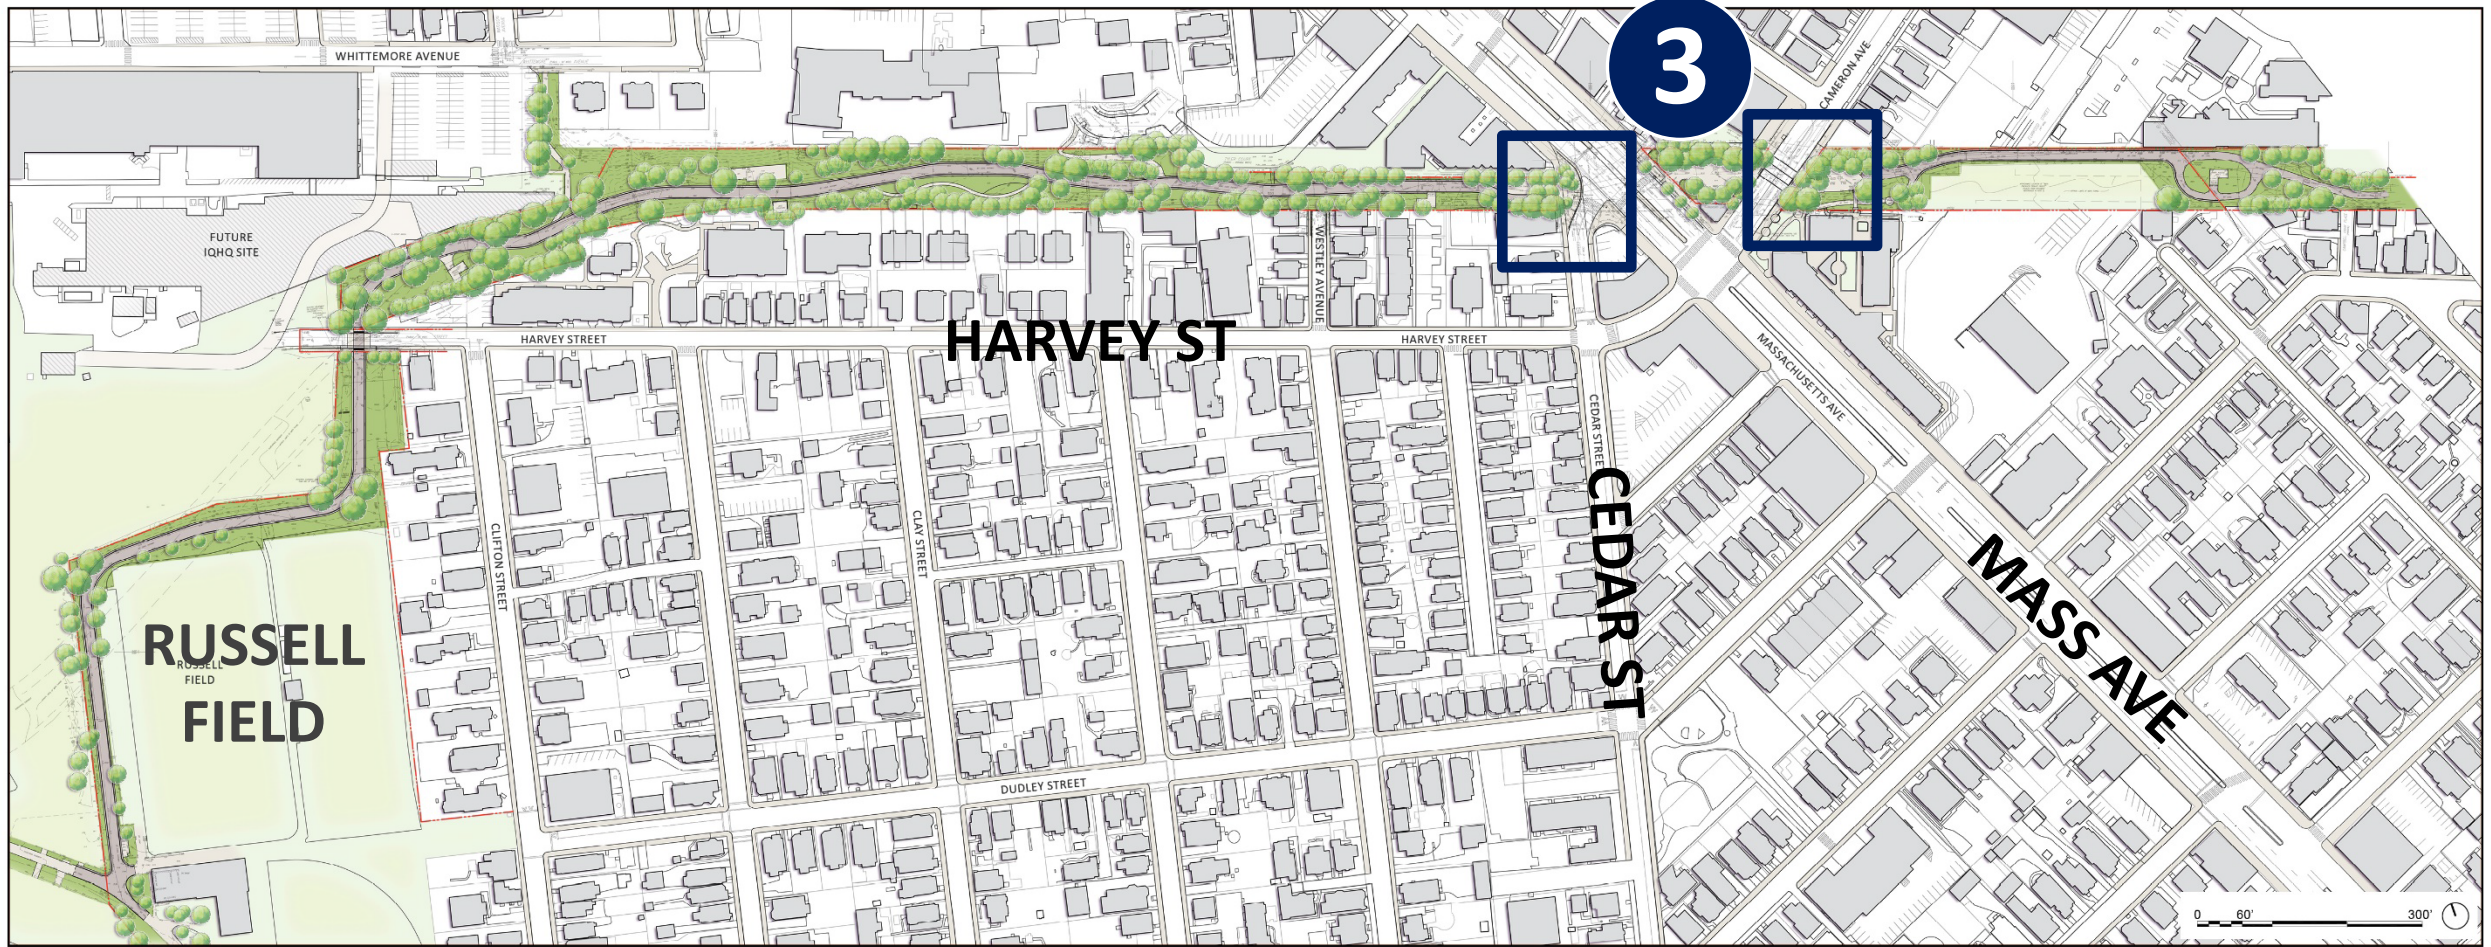 WHITTEMORE AVENUE
3
CAMERON AVE
FUTURE
IQHQ SITE
WESTLEY AVENUE
HARVEY STREET
HARVEY ST
HARVEY STREET
MASSACHUSETTS AVE
CEDAR STREET
CEDAR ST
CLIFTON STREET
CLAY STREET
MASS AVE
RUSSELL
FIELD
RUSSELL
FIELD
DUDLEY STREET
0 60' 300'